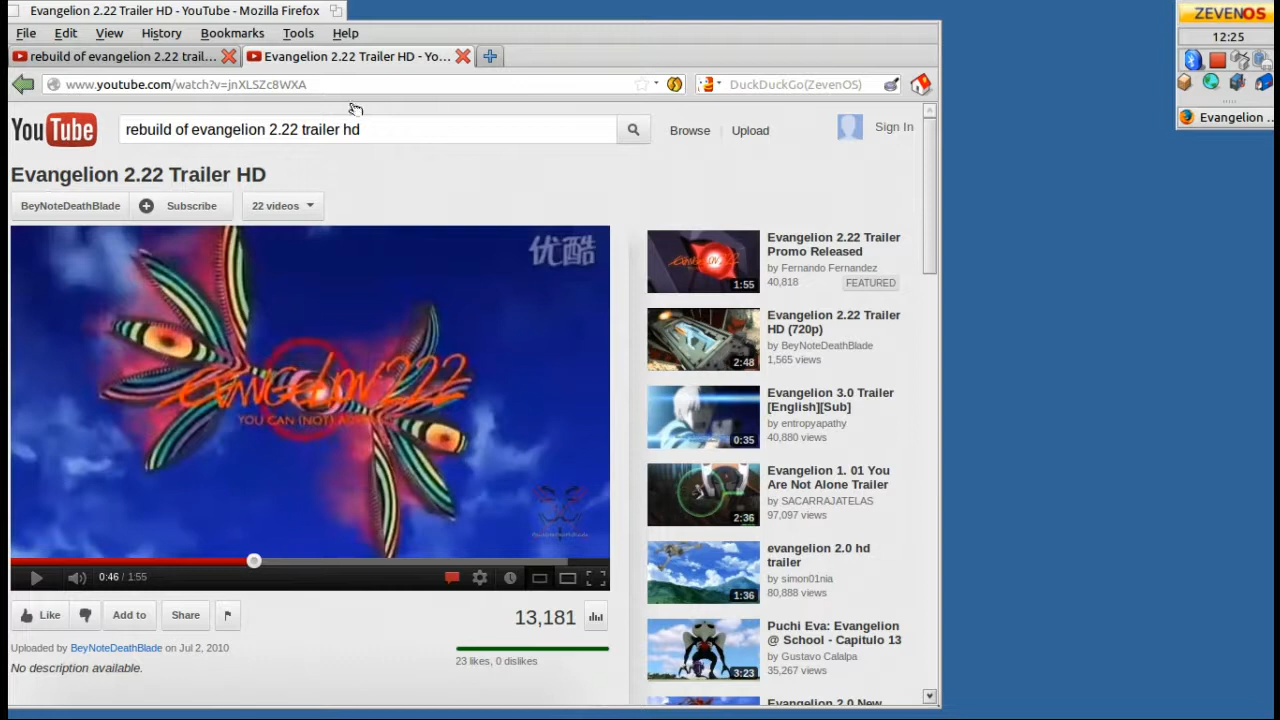 Evangelion 2.22 Trailer HD - YouTube - Mozilla Firefox
ZEVENOS
12:25
File Edit View History Bookmarks Tools Help
rebuild of evangelion 2.22 trail...
Evangelion 2.22 Trailer HD - Yo...
www.youtube.com/watch?v=jnXLSZc8WXA
DuckDuckGo(ZevenOS)
Evangelion ...
YouTube
rebuild of evangelion 2.22 trailer hd
Browse
Upload
Sign In
Evangelion 2.22 Trailer HD
BeyNoteDeathBlade
Subscribe
22 videos
优酷
EVANGELION 222
YOU CAN (NOT)
0:46 / 1:55
Like
Add to
Share
13,181
Uploaded by BeyNoteDeathBlade on Jul 2, 2010
23 likes, 0 dislikes
No description available.
1:55
Evangelion 2.22 Trailer
Promo Released
by Fernando Fernandez
40,818
FEATURED
2:48
Evangelion 2.22 Trailer
HD (720p)
by BeyNoteDeathBlade
1,565 views
0:35
Evangelion 3.0 Trailer
[English][Sub]
by entropyapathy
40,880 views
2:36
Evangelion 1. 01 You
Are Not Alone Trailer
by SACARRAJATELAS
97,097 views
1:36
evangelion 2.0 hd
trailer
by simon01nia
80,888 views
3:23
Puchi Eva: Evangelion
@ School - Capitulo 13
by Gustavo Calalpa
35,267 views
Evangelion 2.0 New